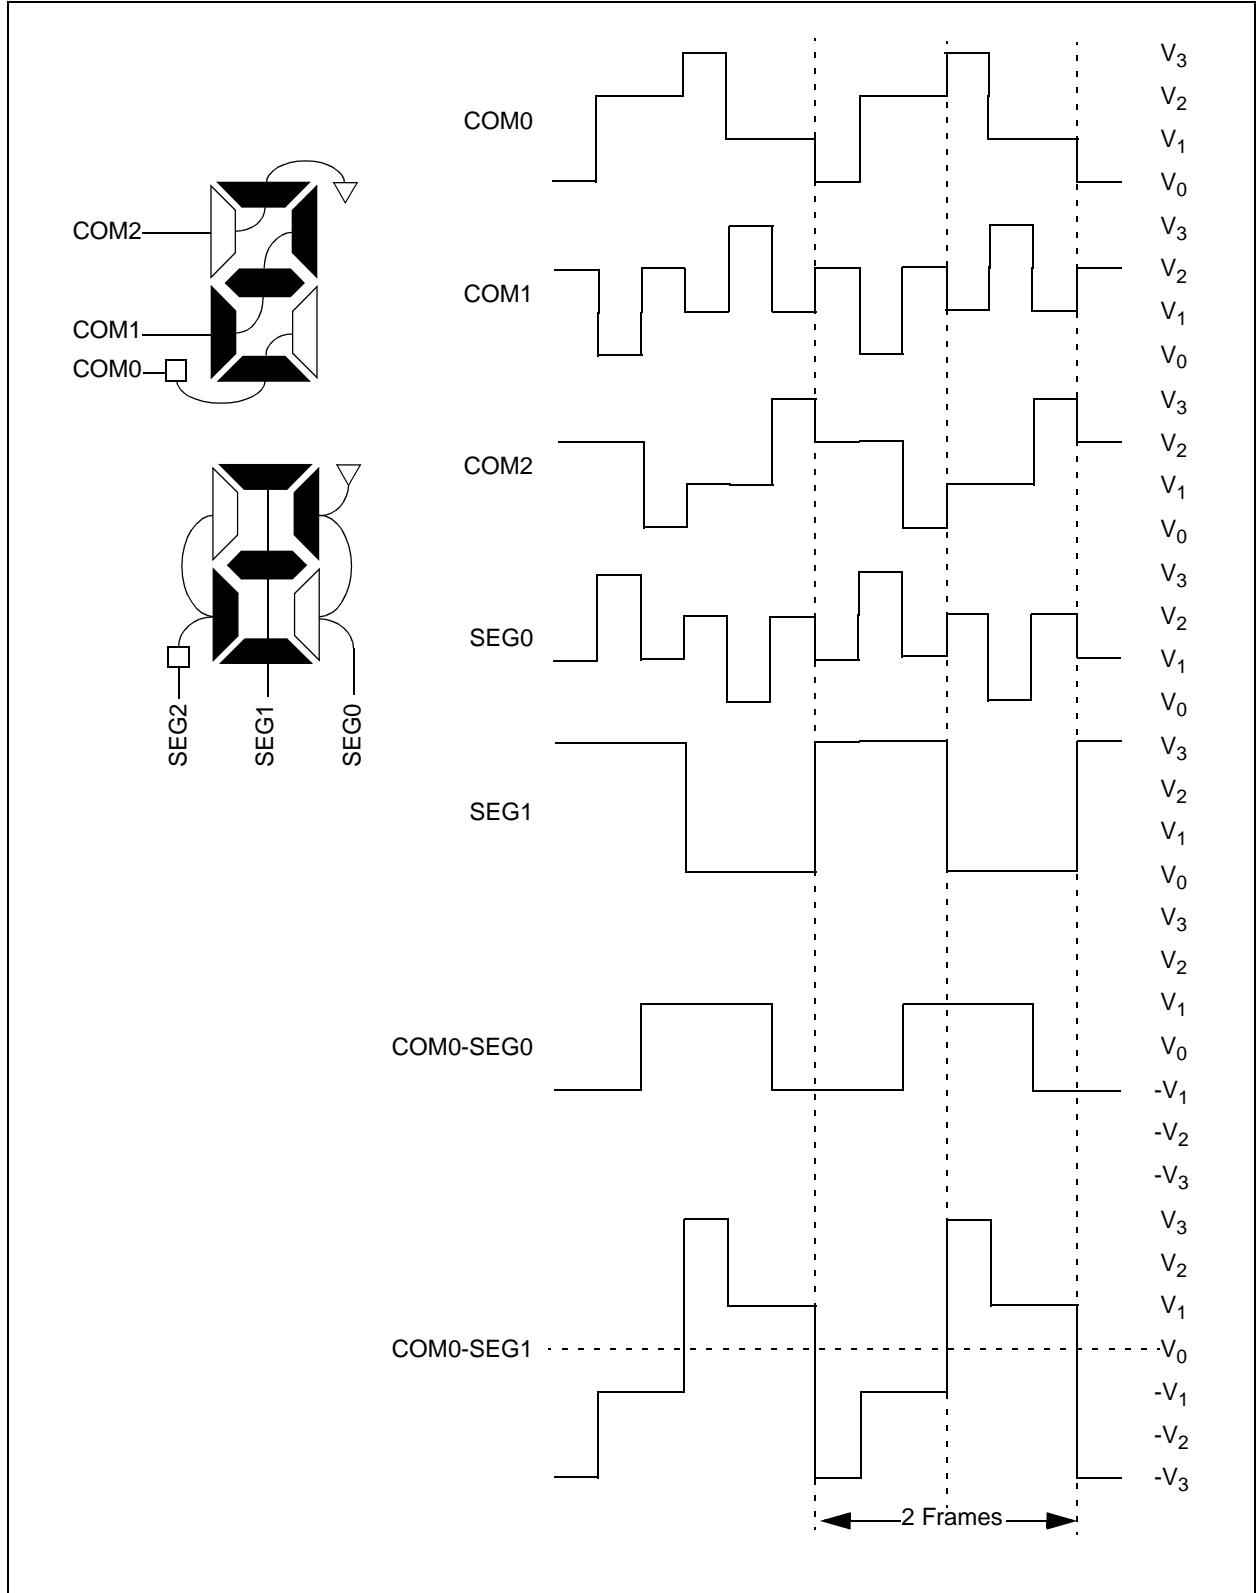 COM2
COM1
COM0
SEG2
SEG1
SEG0
COM0
V3
V2
V1
V0
COM1
V3
V2
V1
V0
COM2
V3
V2
V1
V0
SEG0
V3
V2
V1
V0
SEG1
V3
V2
V1
V0
COM0-SEG0
V3
V2
V1
V0
-V1
-V2
-V3
COM0-SEG1
V3
V2
V1
V0
-V1
-V2
-V3
2 Frames